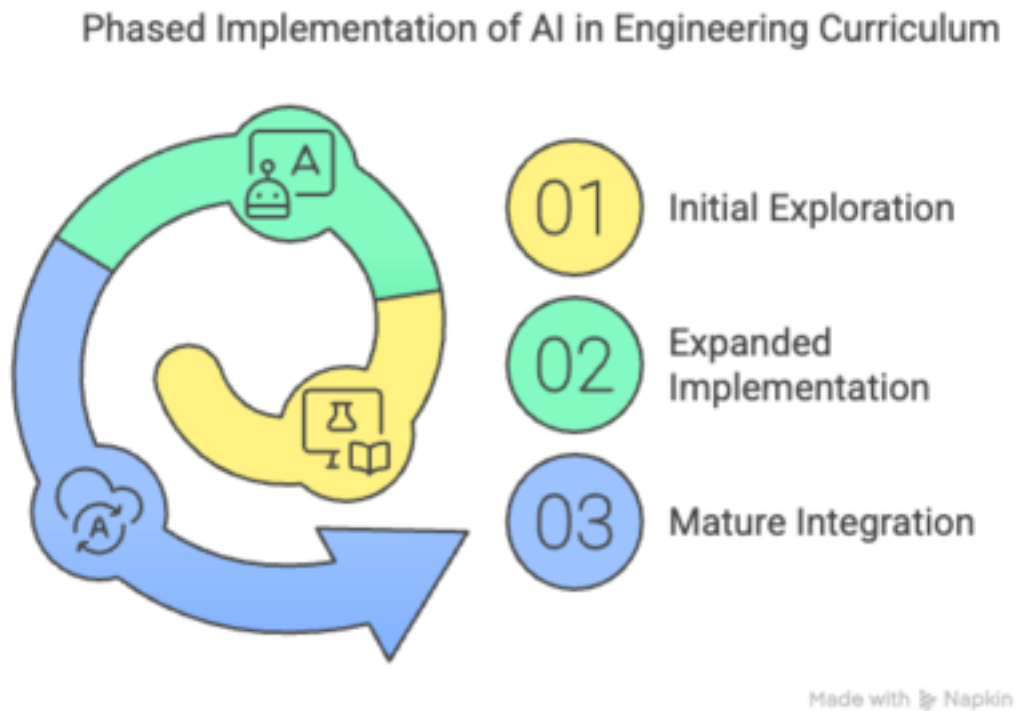 Phased Implementation of AI in Engineering Curriculum
A
01
Initial Exploration
02
Expanded
Implementation
03
Mature Integration
A
Made with Napkin